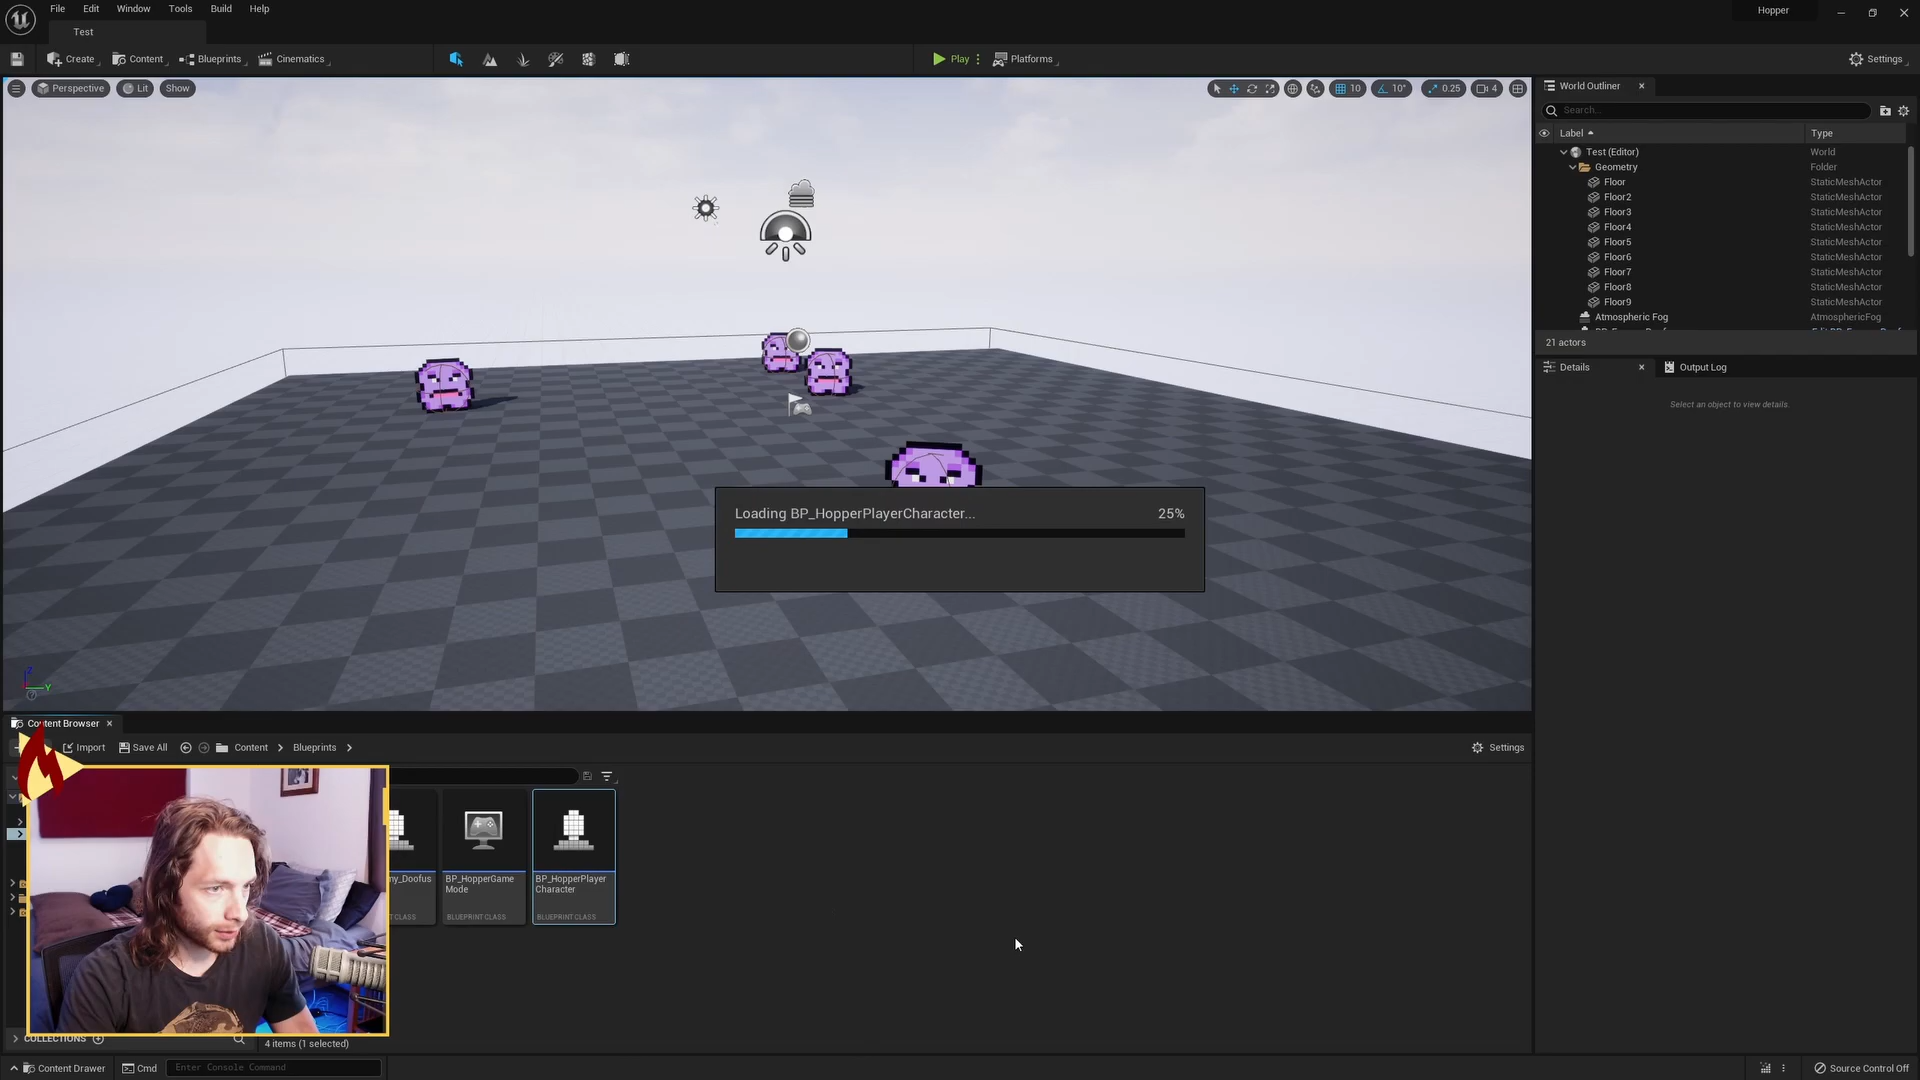 File Edit Window Tools Build Help
Hopper
Test
Create Content Blueprints Cinematics Play Platforms Settings
Perspective Lit Show 10 10° 0.25 4
World Outliner
Search...
Label Type
Test (Editor) World
Geometry Folder
Floor StaticMeshActor
Floor2 StaticMeshActor
Floor3 StaticMeshActor
Floor4 StaticMeshActor
Floor5 StaticMeshActor
Floor6 StaticMeshActor
Floor7 StaticMeshActor
Floor8 StaticMeshActor
Floor9 StaticMeshActor
Atmospheric Fog AtmosphericFog
21 actors
Details Output Log
Select an object to view details.
Loading BP_HopperPlayerCharacter... 25%
Z
Y
Content Browser
Import Save All Content Blueprints Settings
my_Doofus
CLASS
BP_HopperGame
Mode
BLUEPRINT CLASS
BP_HopperPlayer
Character
BLUEPRINT CLASS
COLLECTIONS
4 items (1 selected)
Content Drawer Cmd Enter Console Command Source Control Off